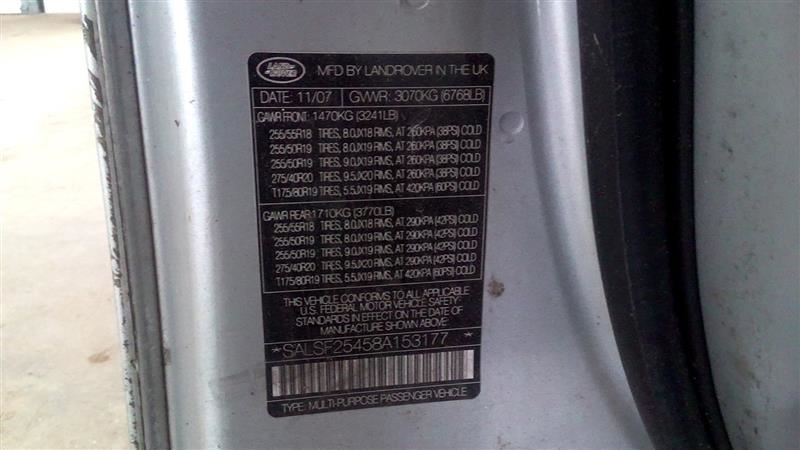 LAND ROVER
MFD BY LANDROVER IN THE UK
DATE: 11/07 GVWR: 3070KG (6768LB)
GAWR FRONT: 1470KG (3241LB)
255/55R18 TIRES, 8.0JX18 RIMS, AT 260KPA (38PSI) COLD
255/50R19 TIRES, 8.0JX19 RIMS, AT 260KPA (38PSI) COLD
255/50R19 TIRES, 9.0JX19 RIMS, AT 260KPA (38PSI) COLD
275/40R20 TIRES, 9.5JX20 RIMS, AT 260KPA (38PSI) COLD
T175/80R19 TIRES, 5.5JX19 RIMS, AT 420KPA (60PSI) COLD
GAWR REAR: 1710KG (3770LB)
255/55R18 TIRES, 8.0JX18 RIMS, AT 290KPA (42PSI) COLD
255/50R19 TIRES, 8.0JX19 RIMS, AT 290KPA (42PSI) COLD
255/50R19 TIRES, 9.0JX19 RIMS, AT 290KPA (42PSI) COLD
275/40R20 TIRES, 9.5JX20 RIMS, AT 290KPA (42PSI) COLD
T175/80R19 TIRES, 5.5JX19 RIMS, AT 420KPA (60PSI) COLD
THIS VEHICLE CONFORMS TO ALL APPLICABLE
U.S. FEDERAL MOTOR VEHICLE SAFETY
STANDARDS IN EFFECT ON THE DATE OF
MANUFACTURE SHOWN ABOVE.
*SALSF25458A153177*
TYPE: MULTI-PURPOSE PASSENGER VEHICLE